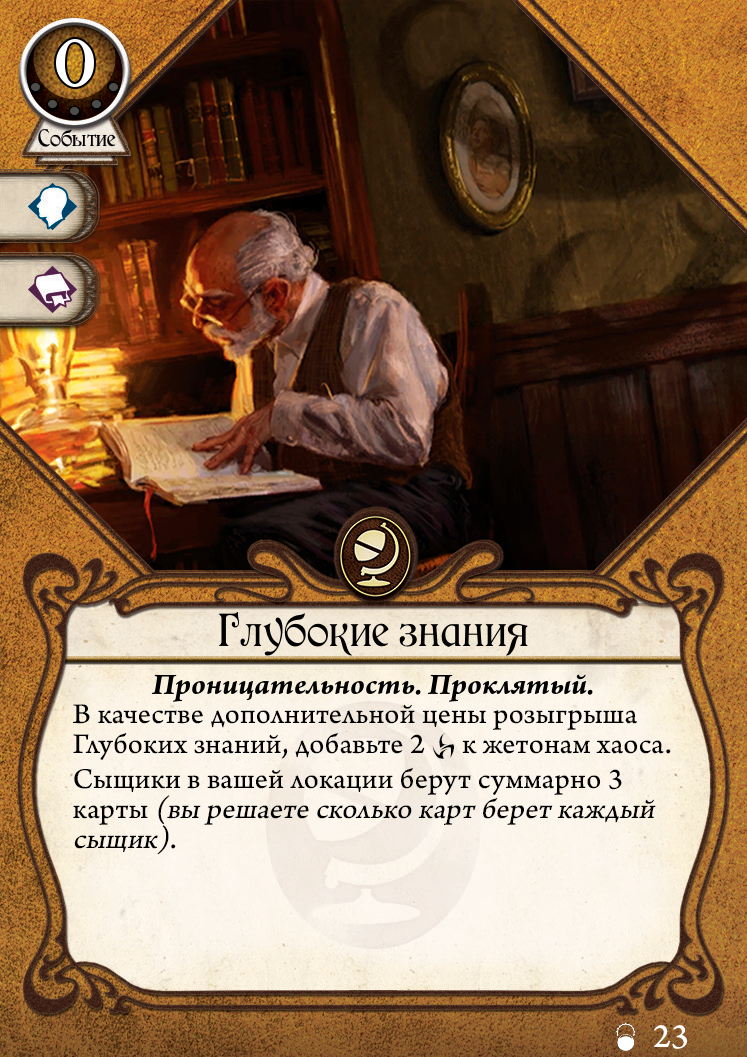 0
Событие
Глубокие знания
Проницательность. Проклятый.
В качестве дополнительной цены розыгрыша
Глубоких знаний, добавьте 2 к жетонам хаоса.
Сыщики в вашей локации берут суммарно 3
карты (вы решаете сколько карт берет каждый
сыщик).
23